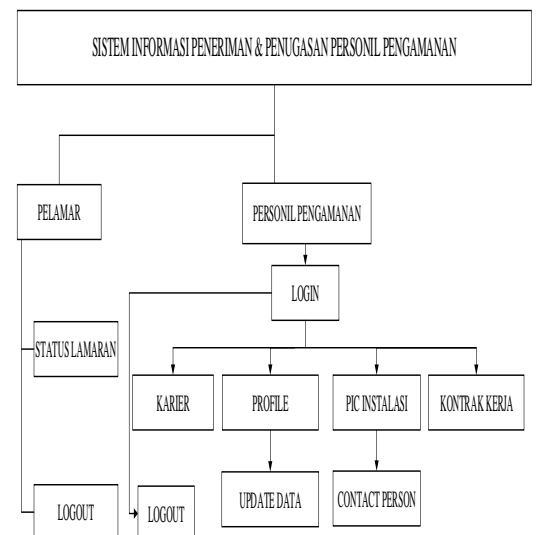 SISTEM INFORMASI PENERIMAN & PENUGASAN PERSONIL PENGAMANAN
PELAMAR
PERSONIL PENGAMANAN
LOGIN
STATUS LAMARAN
KARIER
PROFILE
PIC INSTALASI
KONTRAK KERJA
LOGOUT
LOGOUT
UPDATE DATA
CONTACT PERSON